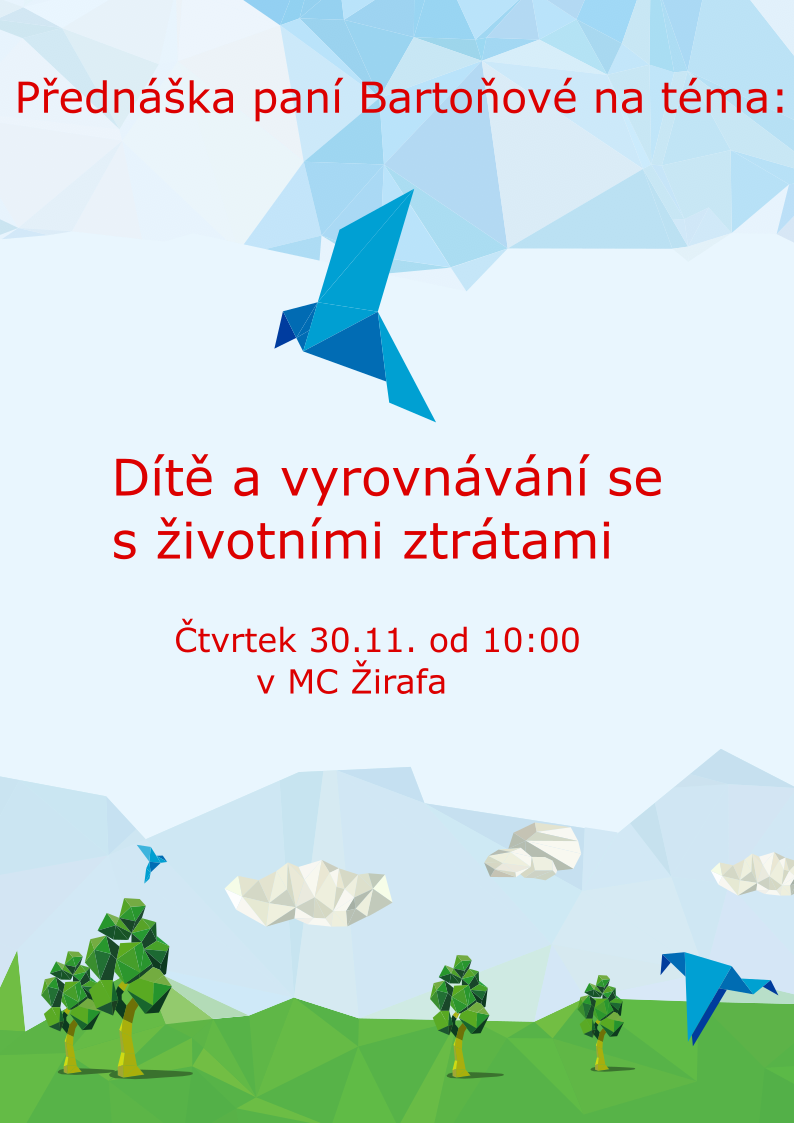 Přednáška paní Bartoňové na téma:
Dítě a vyrovnávání se
s životními ztrátami
Čtvrtek 30.11. od 10:00
v MC Žirafa